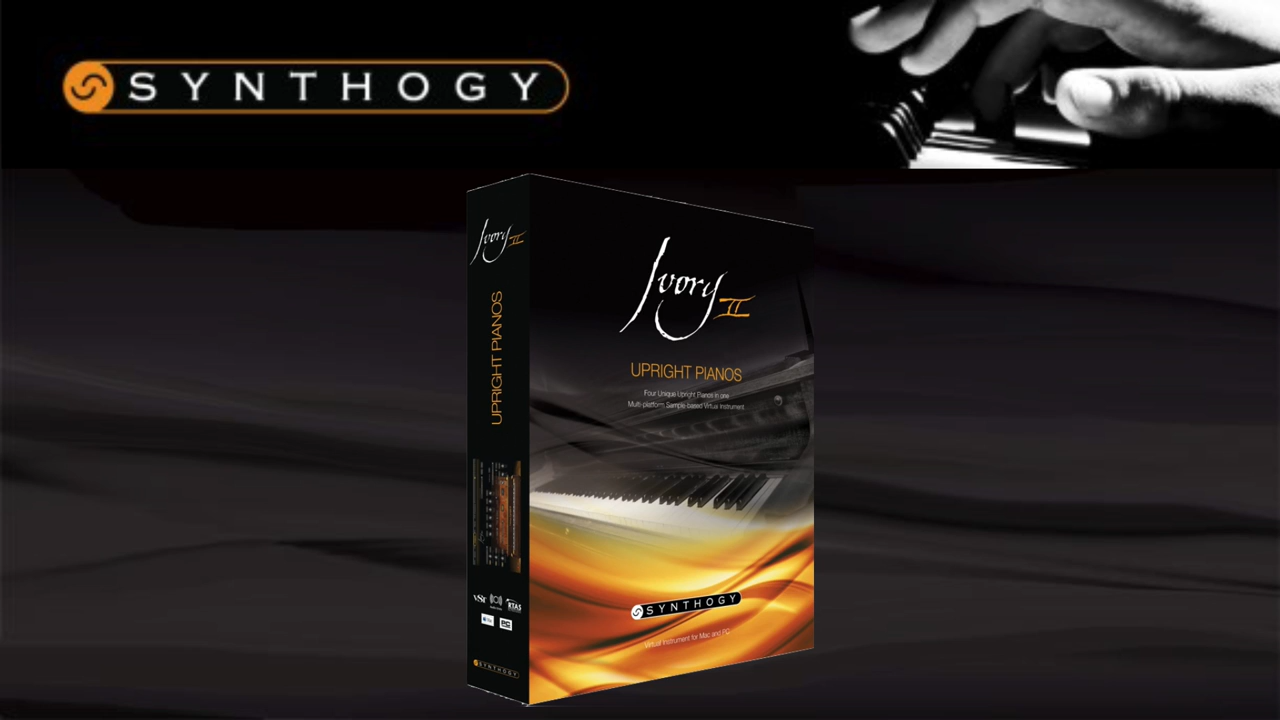 SYNTHOGY
Ivory II
UPRIGHT PIANOS
Ivory II
UPRIGHT PIANOS
Four Unique Upright Pianos in one
Multi-platform Sample-based Virtual Instrument
SYNTHOGY
Virtual Instrument for Mac and PC
VST
RTAS
SYNTHOGY